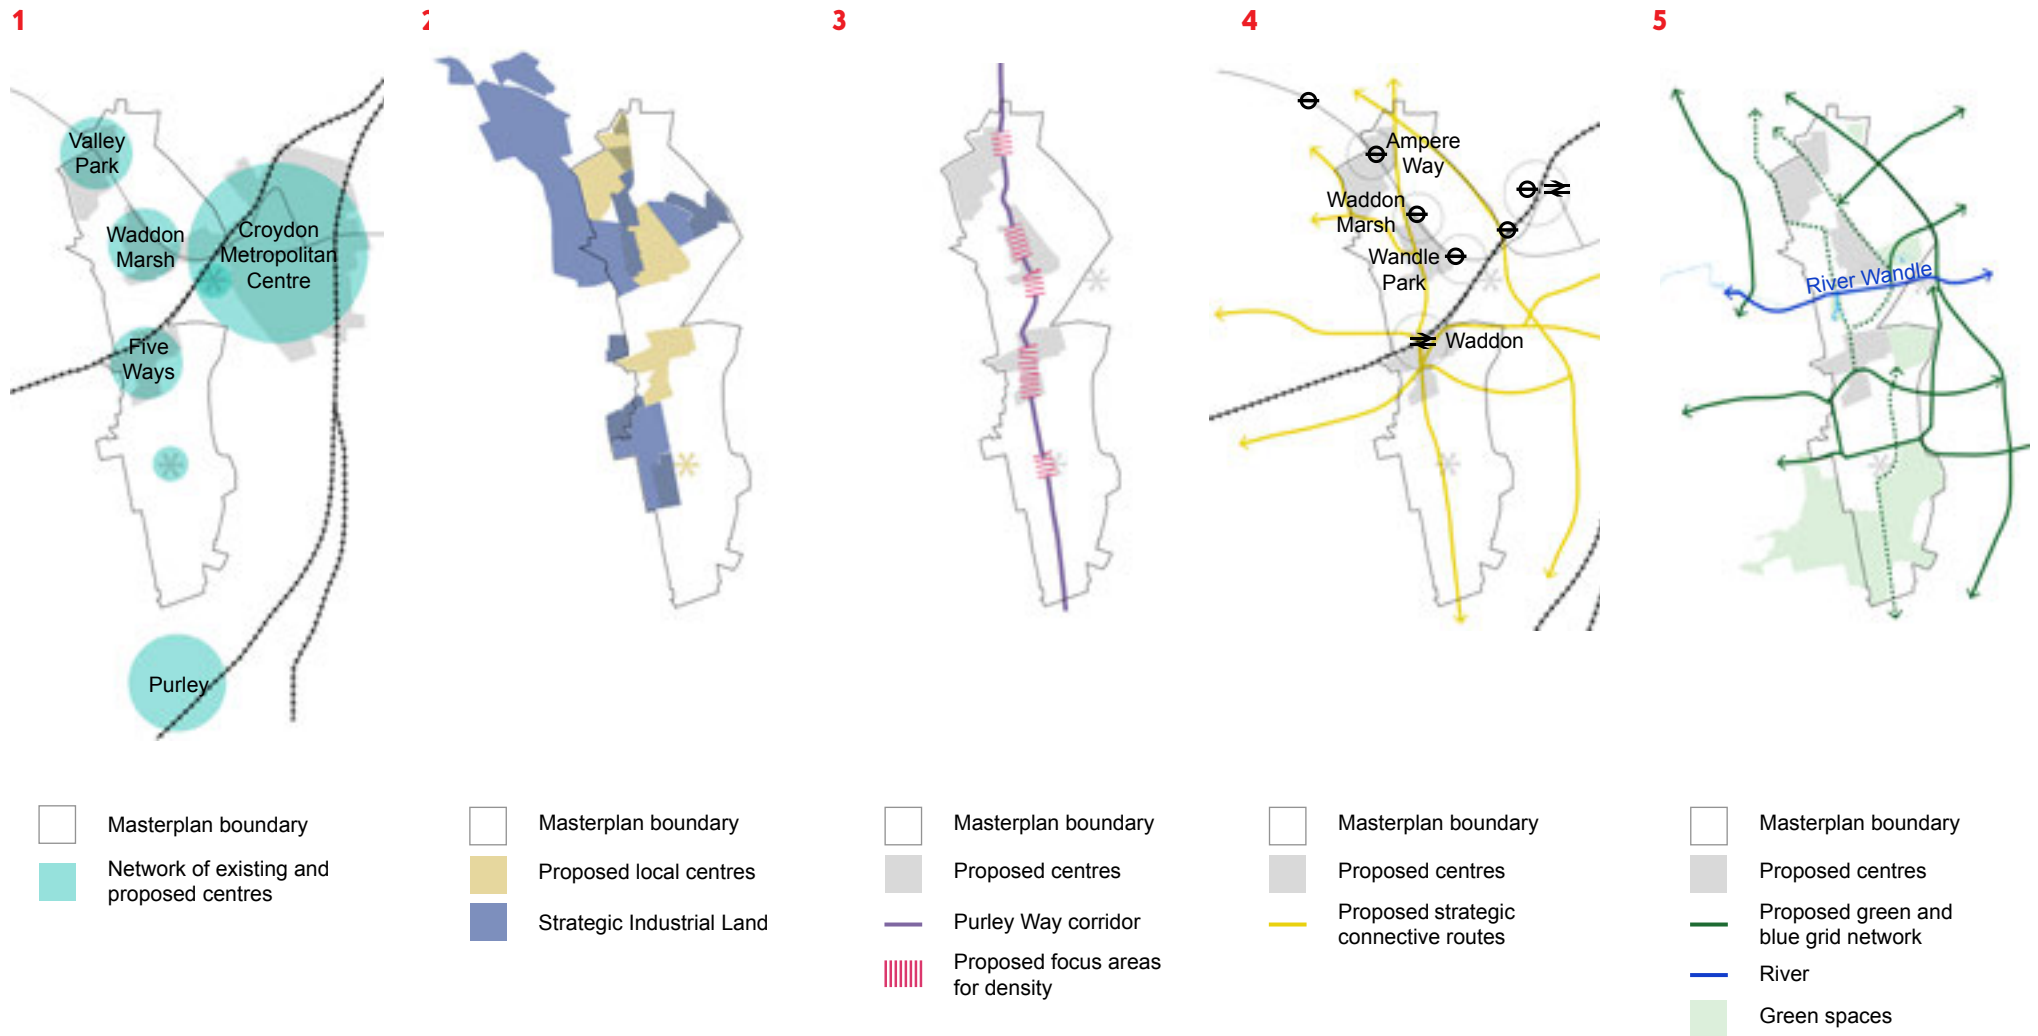 1
2
3
4
5
Valley
Park
Waddon
Marsh
Croydon
Metropolitan
Centre
Five
Ways
Purley
Ampere
Way
Waddon
Marsh
Wandle
Park
Waddon
River Wandle
Masterplan boundary
Network of existing and
proposed centres
Masterplan boundary
Proposed local centres
Strategic Industrial Land
Masterplan boundary
Proposed centres
Purley Way corridor
Proposed focus areas
for density
Masterplan boundary
Proposed centres
Proposed strategic
connective routes
Masterplan boundary
Proposed centres
Proposed green and
blue grid network
River
Green spaces